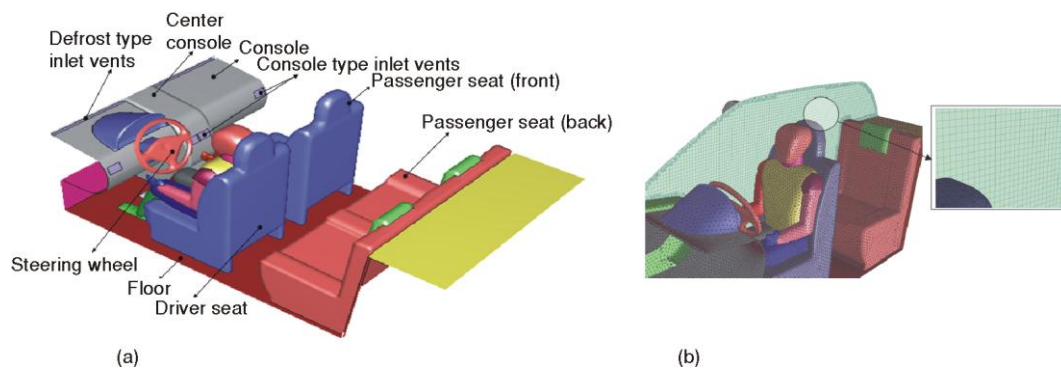 Defrost type
inlet vents
Center
console
Console
Console type inlet vents
Passenger seat (front)
Passenger seat (back)
Steering wheel
Floor
Driver seat
(a)
(b)